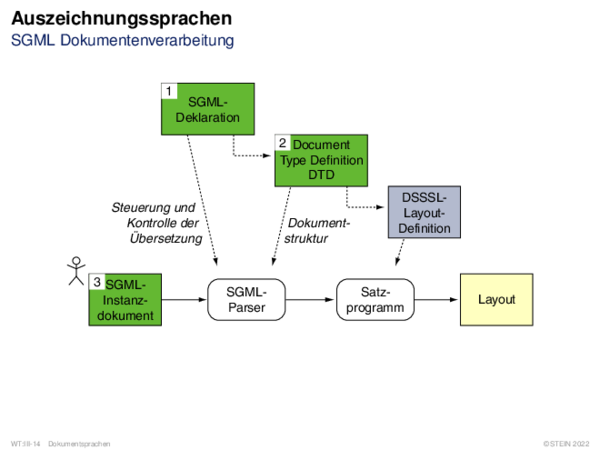 Auszeichnungssprachen
SGML Dokumentenverarbeitung
1
SGML-
Deklaration
2
Document
Type Definition
DTD
DSSSL-
Layout-
Definition
Steuerung und
Kontrolle der
Übersetzung
Dokument-
struktur
3
SGML-
Instanz-
dokument
SGML-
Parser
Satz-
programm
Layout
WT:III-14 Dokumentsprachen
©STEIN 2022